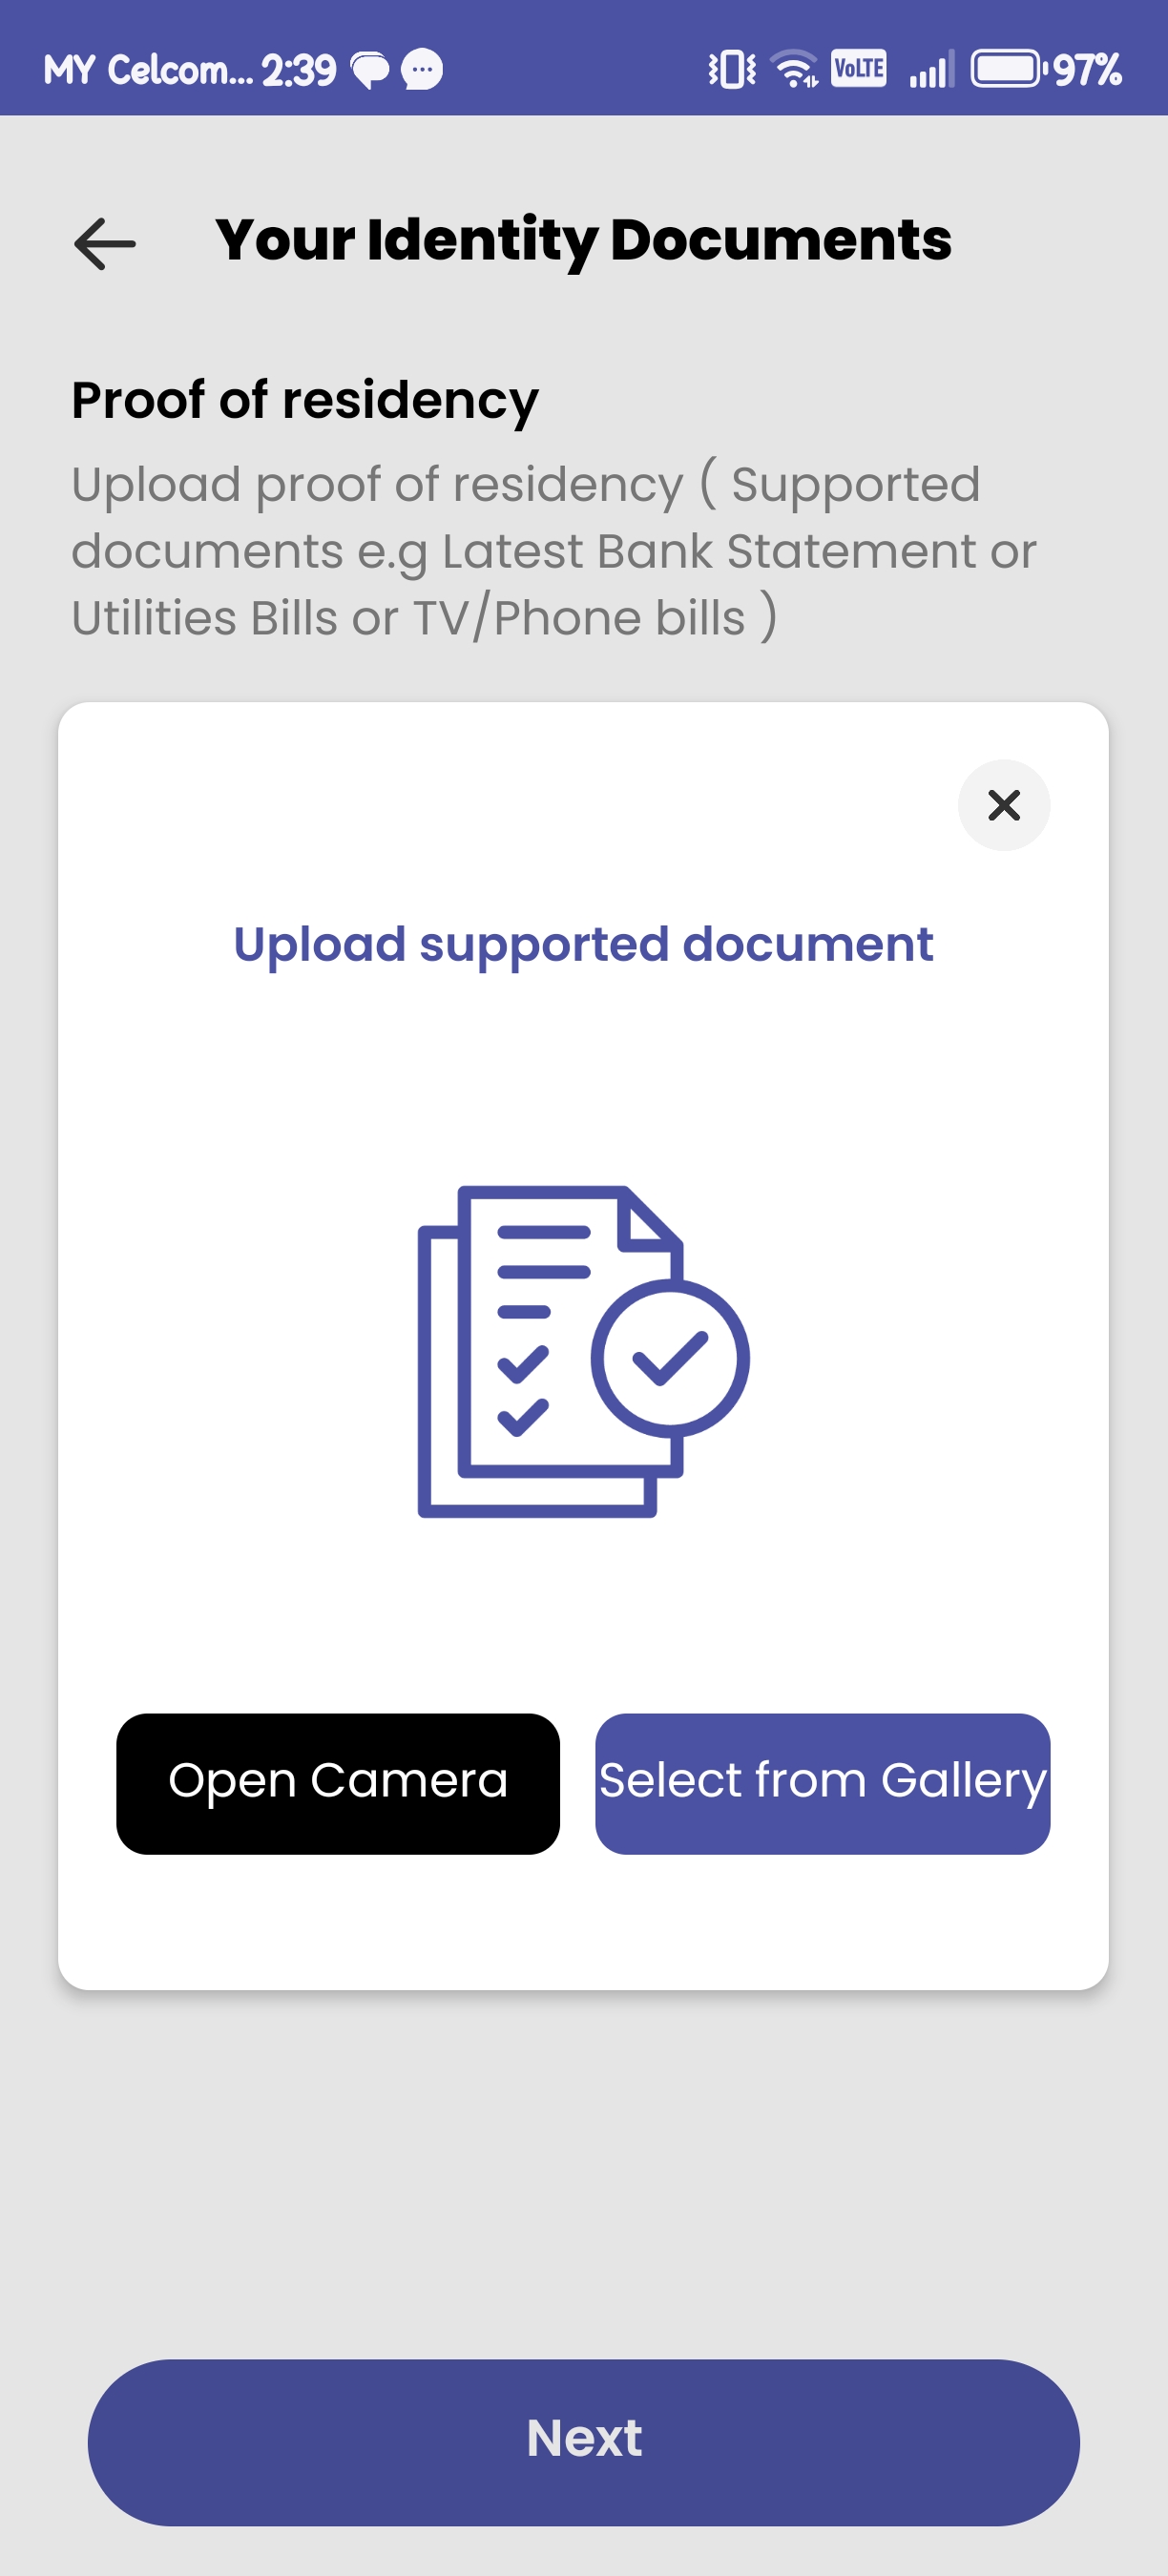 MY Celcom... 2:39 VoLTE 97%
Your Identity Documents
Proof of residency
Upload proof of residency ( Supported
documents e.g Latest Bank Statement or
Utilities Bills or TV/Phone bills )
Upload supported document
Open Camera Select from Gallery
Next